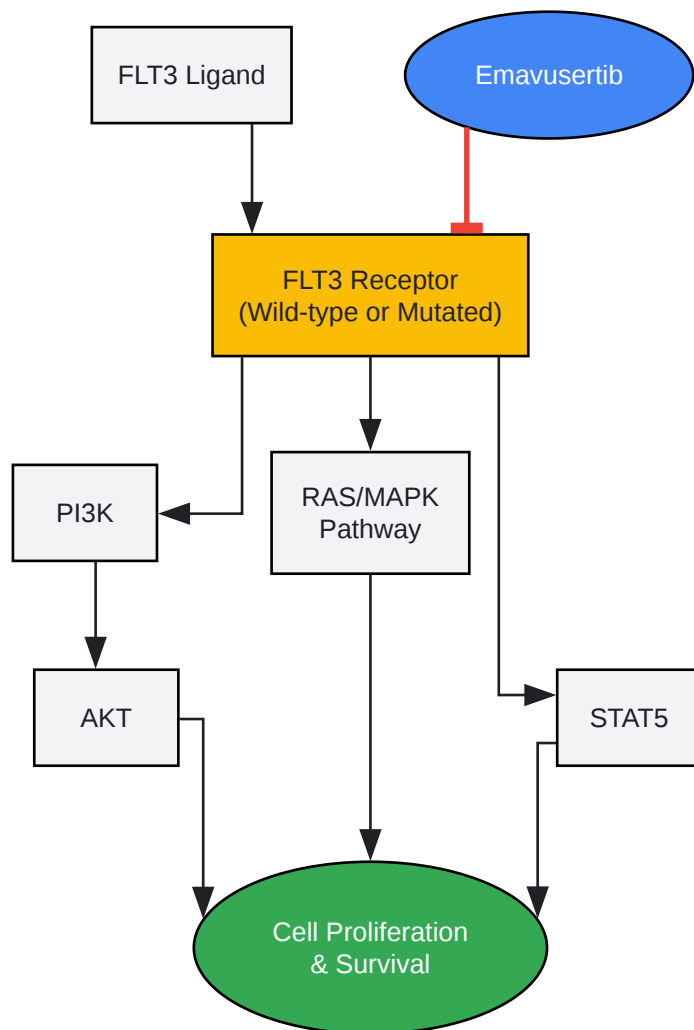 FLT3 Ligand
Emavusertib
FLT3 Receptor
(Wild-type or Mutated)
PI3K
RAS/MAPK
Pathway
AKT
STAT5
Cell Proliferation
& Survival